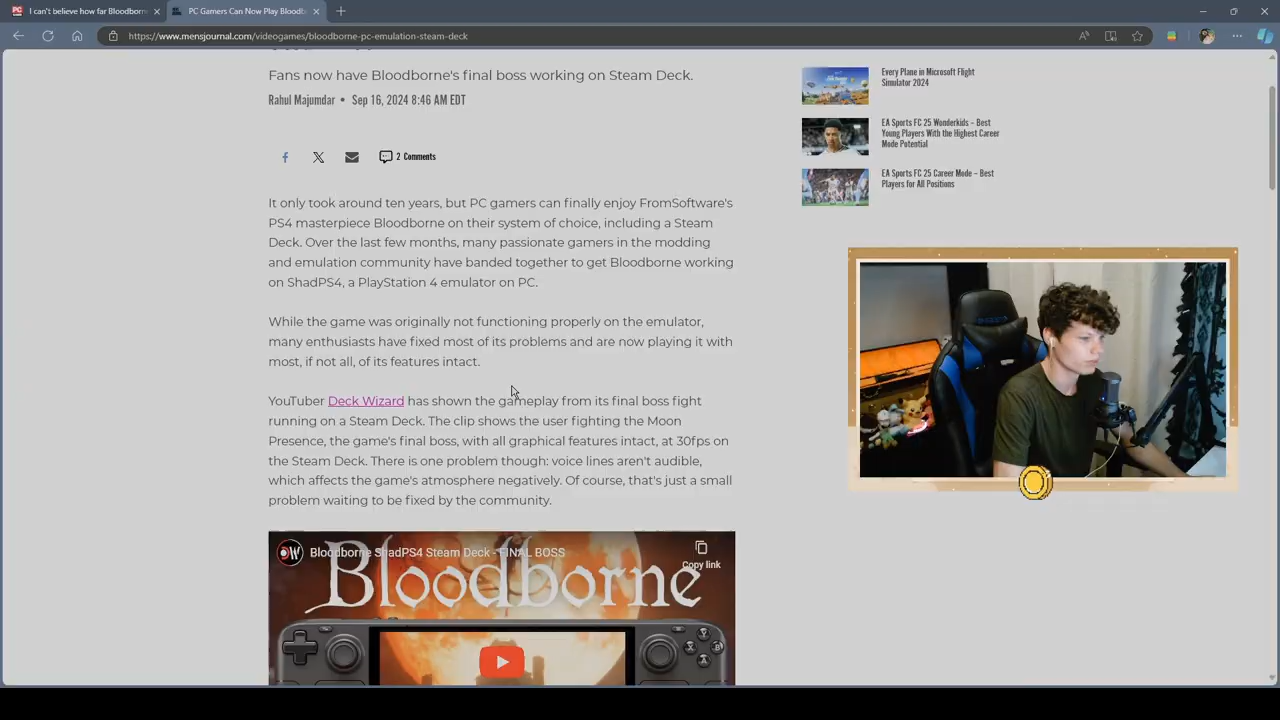 I can't believe how far Bloodborn
PC Gamers Can Now Play Bloodb
https://www.mensjournal.com/videogames/bloodborne-pc-emulation-steam-deck
Fans now have Bloodborne's final boss working on Steam Deck.
Rahul Majumdar • Sep 16, 2024 8:46 AM EDT
2 Comments
It only took around ten years, but PC gamers can finally enjoy FromSoftware's
PS4 masterpiece Bloodborne on their system of choice, including a Steam
Deck. Over the last few months, many passionate gamers in the modding
and emulation community have banded together to get Bloodborne working
on ShadPS4, a PlayStation 4 emulator on PC.
While the game was originally not functioning properly on the emulator,
many enthusiasts have fixed most of its problems and are now playing it with
most, if not all, of its features intact.
YouTuber Deck Wizard has shown the gameplay from its final boss fight
running on a Steam Deck. The clip shows the user fighting the Moon
Presence, the game's final boss, with all graphical features intact, at 30fps on
the Steam Deck. There is one problem though: voice lines aren't audible,
which affects the game's atmosphere negatively. Of course, that's just a small
problem waiting to be fixed by the community.
DW
Bloodborne ShadPS4 Steam Deck - FINAL BOSS
Copy link
Bloodborne
Every Plane in Microsoft Flight
Simulator 2024
EA Sports FC 25 Wonderkids – Best
Young Players With the Highest Career
Mode Potential
EA Sports FC 25 Career Mode – Best
Players for All Positions